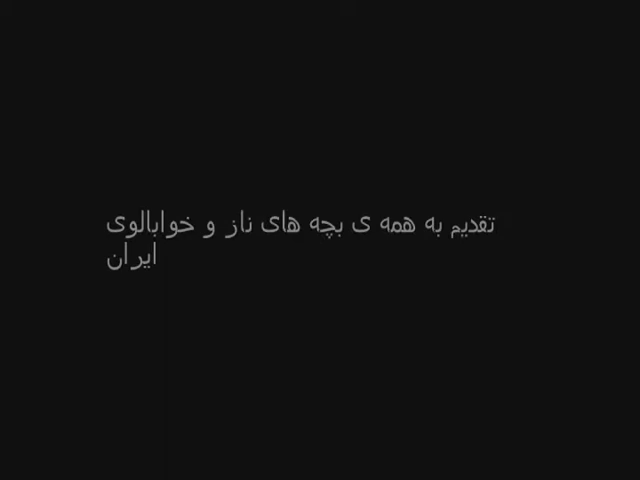 تقدیم به همه ی بچه های ناز و خوابالوی
ایران